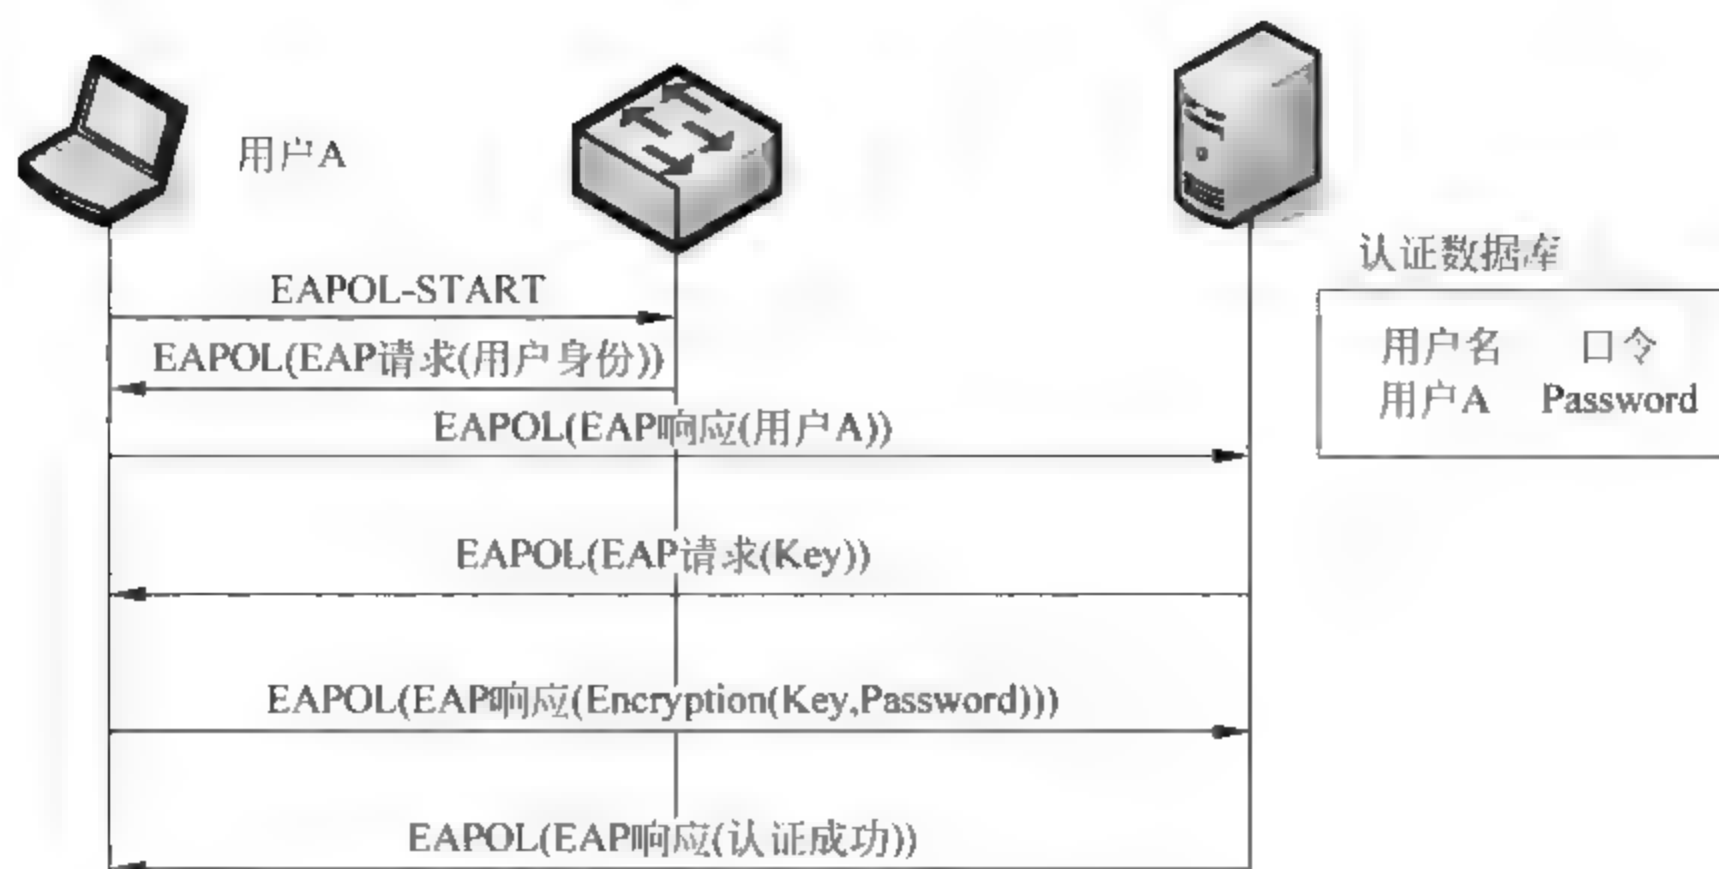 用户A
EAPOL-START
EAPOL(EAP请求(用户身份))
EAPOL(EAP响应(用户A))
EAPOL(EAP请求(Key))
EAPOL(EAP响应(Encryption(Key,Password)))
EAPOL(EAP响应(认证成功))
认证数据库
用户名 口令
用户A Password